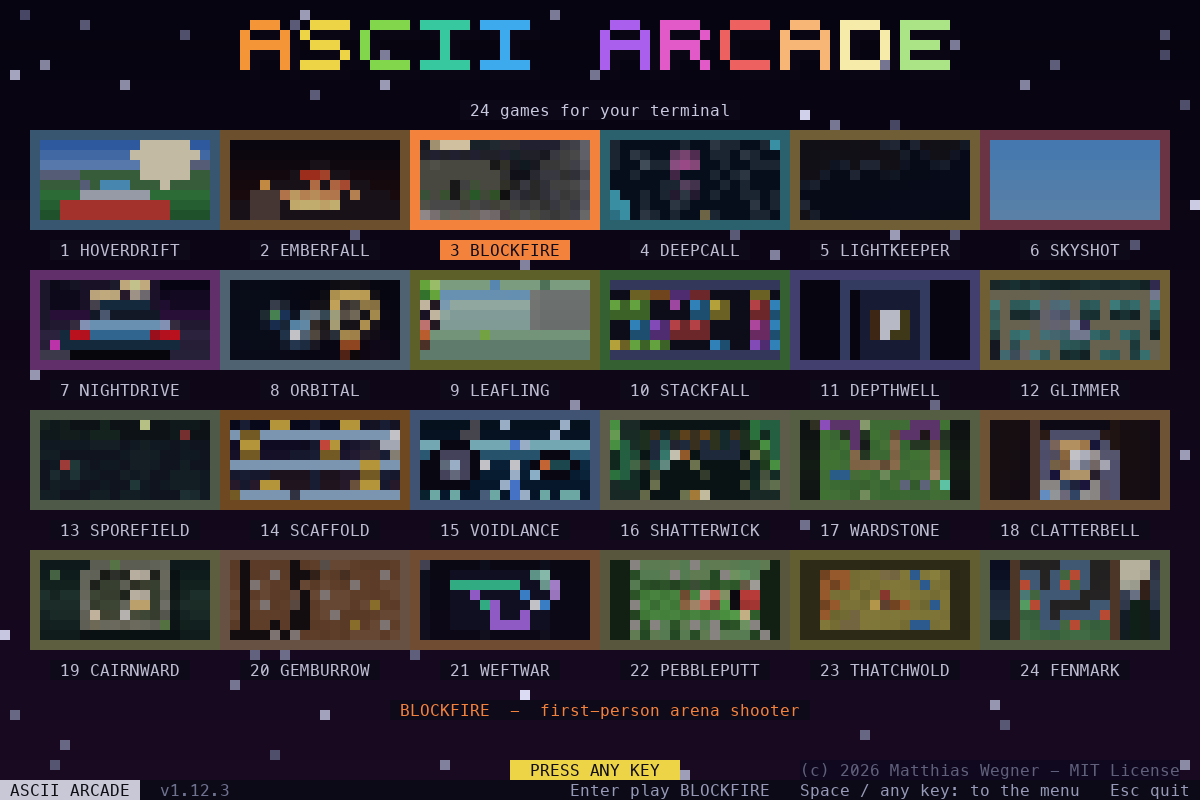 ASCII ARCADE
24 games for your terminal
1 HOVERDRIFT 2 EMBERFALL 3 BLOCKFIRE 4 DEEPCALL 5 LIGHTKEEPER 6 SKYSHOT
7 NIGHTDRIVE 8 ORBITAL 9 LEAFLING 10 STACKFALL 11 DEPTHWELL 12 GLIMMER
13 SPOREFIELD 14 SCAFFOLD 15 VOIDLANCE 16 SHATTERWICK 17 WARDSTONE 18 CLATTERBELL
19 CAIRNWARD 20 GEMBURROW 21 WEFTWAR 22 PEBBLEPUTT 23 THATCHWOLD 24 FENMARK
BLOCKFIRE — first-person arena shooter
PRESS ANY KEY
(c) 2026 Matthias Wegner — MIT License
ASCII ARCADE v1.12.3 Enter play BLOCKFIRE Space / any key: to the menu Esc quit